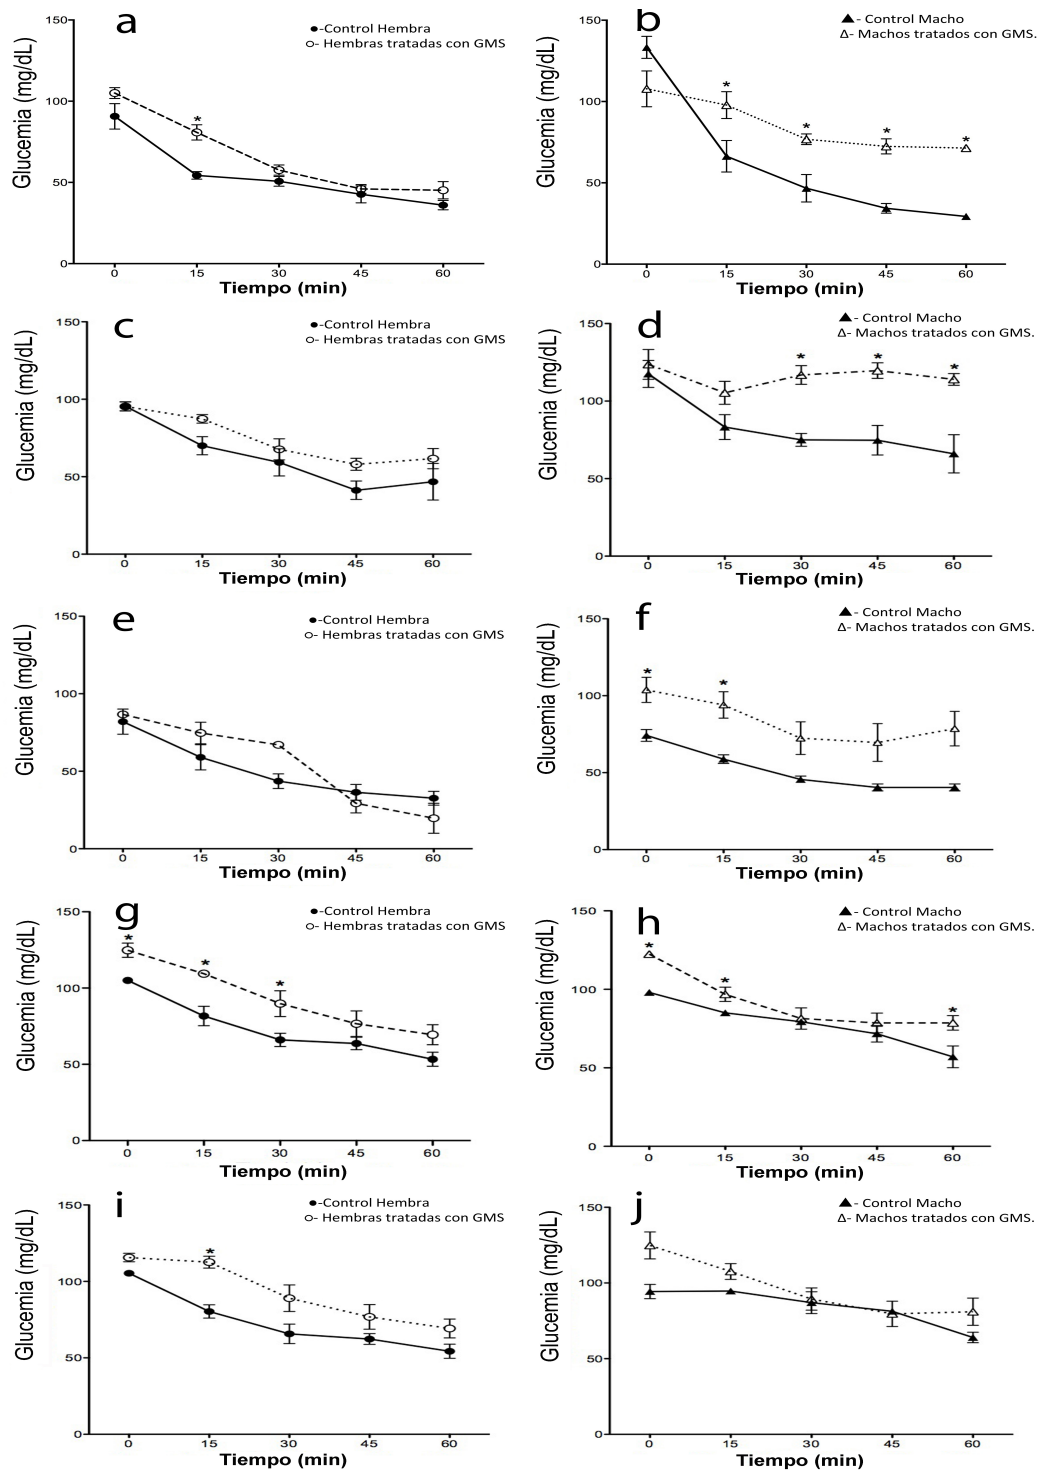 a
-Control Hembra
- Hembras tratadas con GMS
Glucemia (mg/dL)
150
100
50
0
*
0 15 30 45 60
Tiempo (min)
b
- Control Macho
- Machos tratados con GMS.
Glucemia (mg/dL)
150
100
50
0
* * * *
0 15 30 45 60
Tiempo (min)
c
-Control Hembra
- Hembras tratadas con GMS
Glucemia (mg/dL)
150
100
50
0
0 15 30 45 60
Tiempo (min)
d
- Control Macho
- Machos tratados con GMS.
Glucemia (mg/dL)
150
100
50
0
* * *
0 15 30 45 60
Tiempo (min)
e
-Control Hembra
- Hembras tratadas con GMS
Glucemia (mg/dL)
150
100
50
0
0 15 30 45 60
Tiempo (min)
f
- Control Macho
- Machos tratados con GMS.
Glucemia (mg/dL)
150
100
50
0
* *
0 15 30 45 60
Tiempo (min)
g
-Control Hembra
- Hembras tratadas con GMS
Glucemia (mg/dL)
150
100
50
0
* * *
0 15 30 45 60
Tiempo (min)
h
- Control Macho
- Machos tratados con GMS.
Glucemia (mg/dL)
150
100
50
0
* * *
0 15 30 45 60
Tiempo (min)
i
-Control Hembra
- Hembras tratadas con GMS
Glucemia (mg/dL)
150
100
50
0
*
0 15 30 45 60
Tiempo (min)
j
- Control Macho
- Machos tratados con GMS.
Glucemia (mg/dL)
150
100
50
0
0 15 30 45 60
Tiempo (min)